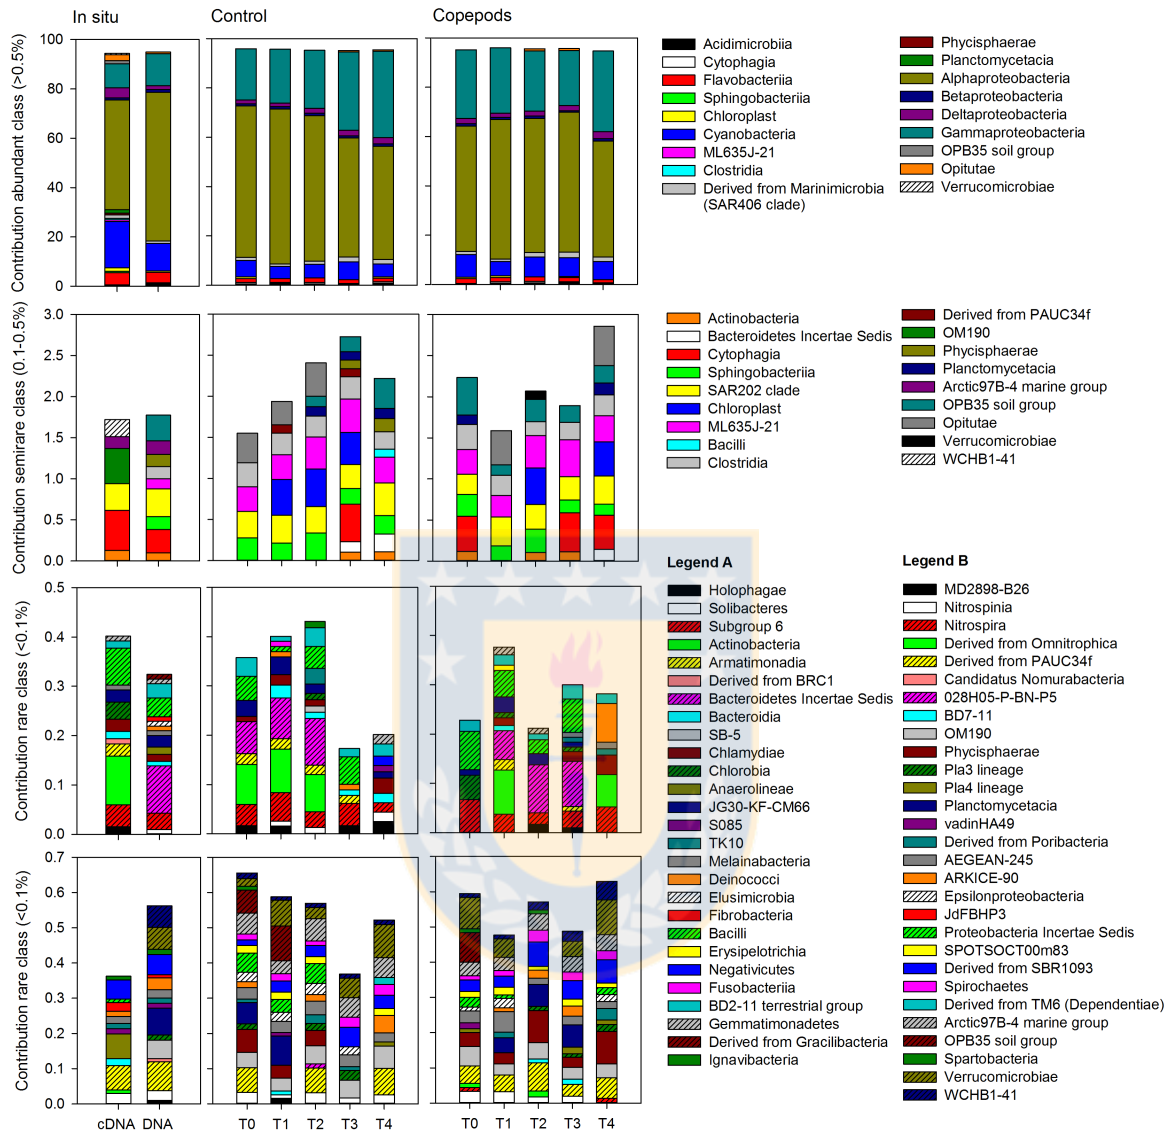 In situ
Control
Copepods
Contribution abundant class (>0.5%)
100
80
60
40
20
0
Acidimicrobiia
Cytophagia
Flavobacteriia
Sphingobacteriia
Chloroplast
Cyanobacteria
ML635J-21
Clostridia
Derived from Marinimicrobia
(SAR406 clade)
Phycisphaerae
Planctomycetacia
Alphaproteobacteria
Betaproteobacteria
Deltaproteobacteria
Gammaproteobacteria
OPB35 soil group
Opitutae
Verrucomicrobiae
Contribution semirare class (0.1-0.5%)
3.0
2.5
2.0
1.5
1.0
0.5
0.0
Actinobacteria
Bacteroidetes Incertae Sedis
Cytophagia
Sphingobacteriia
SAR202 clade
Chloroplast
ML635J-21
Bacilli
Clostridia
Derived from PAUC34f
OM190
Phycisphaerae
Planctomycetacia
Arctic97B-4 marine group
OPB35 soil group
Opitutae
Verrucomicrobiae
WCHB1-41
Contribution rare class (<0.1%)
0.5
0.4
0.3
0.2
0.1
0.0
Contribution rare class (<0.1%)
0.7
0.6
0.5
0.4
0.3
0.2
0.1
0.0
cDNA DNA
T0 T1 T2 T3 T4
T0 T1 T2 T3 T4
Legend A
Holophagae
Solibacteres
Subgroup 6
Actinobacteria
Armatimonadia
Derived from BRC1
Bacteroidetes Incertae Sedis
Bacteroidia
SB-5
Chlamydiae
Chlorobia
Anaerolineae
JG30-KF-CM66
S085
TK10
Melainabacteria
Deinococci
Elusimicrobia
Fibrobacteria
Bacilli
Erysipelotrichia
Negativicutes
Fusobacteriia
BD2-11 terrestrial group
Gemmatimonadetes
Derived from Gracilibacteria
Ignavibacteria
Legend B
MD2898-B26
Nitrospinia
Nitrospira
Derived from Omnitrophica
Derived from PAUC34f
Candidatus Nomurabacteria
028H05-P-BN-P5
BD7-11
OM190
Phycisphaerae
Pla3 lineage
Pla4 lineage
Planctomycetacia
vadinHA49
Derived from Poribacteria
AEGEAN-245
ARKICE-90
Epsilonproteobacteria
JdFBHP3
Proteobacteria Incertae Sedis
SPOTSOCT00m83
Derived from SBR1093
Spirochaetes
Derived from TM6 (Dependentiae)
Arctic97B-4 marine group
OPB35 soil group
Spartobacteria
Verrucomicrobiae
WCHB1-41